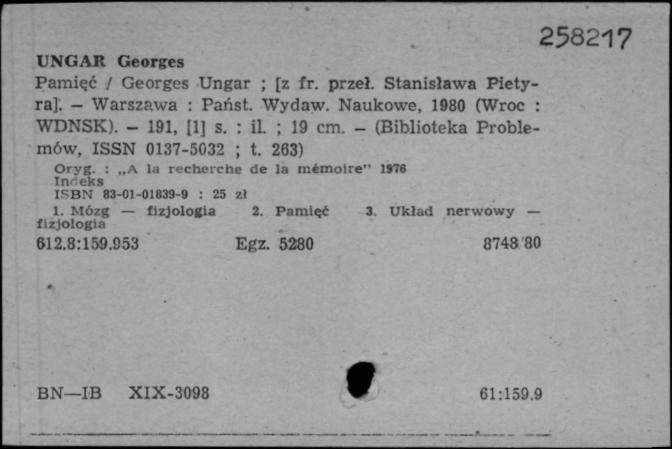 258217
UNGAR Georges
Pamięć / Georges Ungar ; [z fr. przeł. Stanisława Piety-
ra]. — Warszawa : Państ. Wydaw. Naukowe, 1980 (Wroc :
WDNSK). — 191, [1] s. : il. ; 19 cm. — (Biblioteka Proble-
mów, ISSN 0137-5032 ; t. 263)
Oryg. : „A la recherche de la mémoire” 1976
Indeks
ISBN 83-01-01839-9 : 25 zł
1. Mózg — fizjologia 2. Pamięć 3. Układ nerwowy —
fizjologia
612.8:159.953 Egz. 5280 8748/80
BN—IB XIX-3098 61:159.9